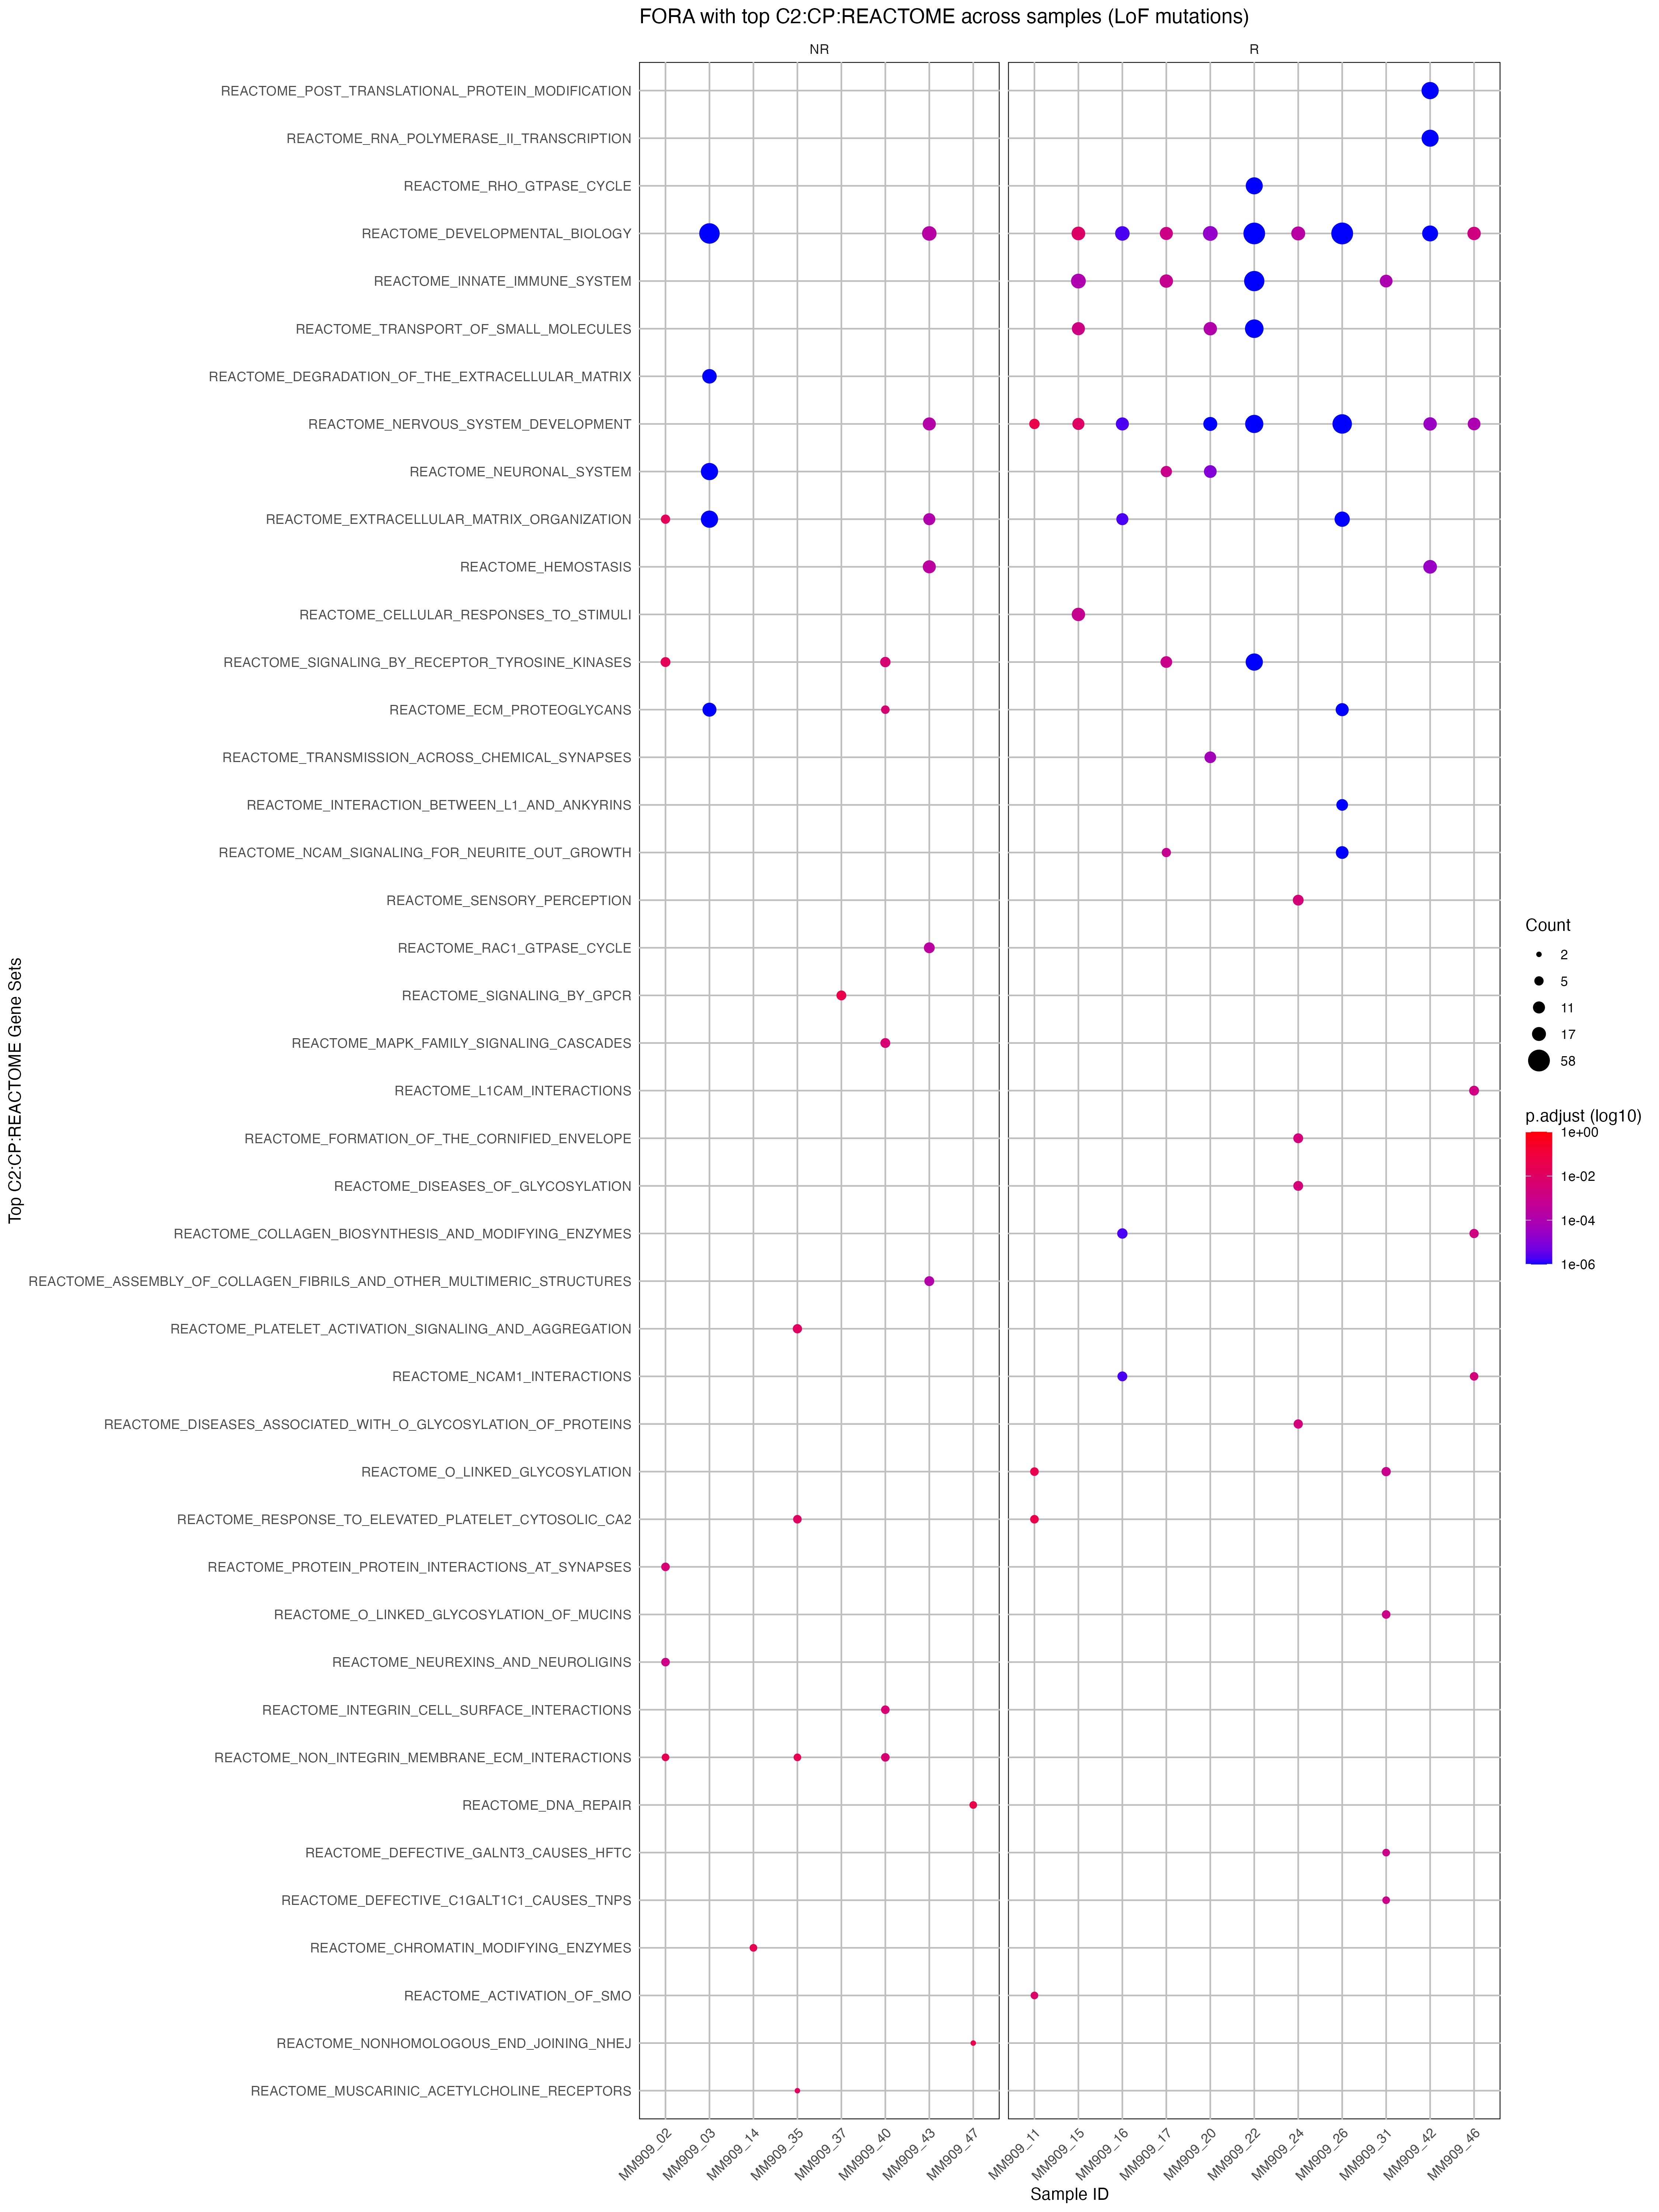 FORA with top C2:CP:REACTOME across samples (LoF mutations)
NR
R
REACTOME_POST_TRANSLATIONAL_PROTEIN_MODIFICATION
REACTOME_RNA_POLYMERASE_II_TRANSCRIPTION
REACTOME_RHO_GTPASE_CYCLE
REACTOME_DEVELOPMENTAL_BIOLOGY
REACTOME_INNATE_IMMUNE_SYSTEM
REACTOME_TRANSPORT_OF_SMALL_MOLECULES
REACTOME_DEGRADATION_OF_THE_EXTRACELLULAR_MATRIX
REACTOME_NERVOUS_SYSTEM_DEVELOPMENT
REACTOME_NEURONAL_SYSTEM
REACTOME_EXTRACELLULAR_MATRIX_ORGANIZATION
REACTOME_HEMOSTASIS
REACTOME_CELLULAR_RESPONSES_TO_STIMULI
REACTOME_SIGNALING_BY_RECEPTOR_TYROSINE_KINASES
REACTOME_ECM_PROTEOGLYCANS
REACTOME_TRANSMISSION_ACROSS_CHEMICAL_SYNAPSES
REACTOME_INTERACTION_BETWEEN_L1_AND_ANKYRINS
REACTOME_NCAM_SIGNALING_FOR_NEURITE_OUT_GROWTH
REACTOME_SENSORY_PERCEPTION
REACTOME_RAC1_GTPASE_CYCLE
REACTOME_SIGNALING_BY_GPCR
REACTOME_MAPK_FAMILY_SIGNALING_CASCADES
REACTOME_L1CAM_INTERACTIONS
REACTOME_FORMATION_OF_THE_CORNIFIED_ENVELOPE
REACTOME_DISEASES_OF_GLYCOSYLATION
REACTOME_COLLAGEN_BIOSYNTHESIS_AND_MODIFYING_ENZYMES
REACTOME_ASSEMBLY_OF_COLLAGEN_FIBRILS_AND_OTHER_MULTIMERIC_STRUCTURES
REACTOME_PLATELET_ACTIVATION_SIGNALING_AND_AGGREGATION
REACTOME_NCAM1_INTERACTIONS
REACTOME_DISEASES_ASSOCIATED_WITH_O_GLYCOSYLATION_OF_PROTEINS
REACTOME_O_LINKED_GLYCOSYLATION
REACTOME_RESPONSE_TO_ELEVATED_PLATELET_CYTOSOLIC_CA2
REACTOME_PROTEIN_PROTEIN_INTERACTIONS_AT_SYNAPSES
REACTOME_O_LINKED_GLYCOSYLATION_OF_MUCINS
REACTOME_NEUREXINS_AND_NEUROLIGINS
REACTOME_INTEGRIN_CELL_SURFACE_INTERACTIONS
REACTOME_NON_INTEGRIN_MEMBRANE_ECM_INTERACTIONS
REACTOME_DNA_REPAIR
REACTOME_DEFECTIVE_GALNT3_CAUSES_HFTC
REACTOME_DEFECTIVE_C1GALT1C1_CAUSES_TNPS
REACTOME_CHROMATIN_MODIFYING_ENZYMES
REACTOME_ACTIVATION_OF_SMO
REACTOME_NONHOMOLOGOUS_END_JOINING_NHEJ
REACTOME_MUSCARINIC_ACETYLCHOLINE_RECEPTORS
Top C2:CP:REACTOME Gene Sets
MM909_02
MM909_03
MM909_14
MM909_35
MM909_37
MM909_40
MM909_43
MM909_47
MM909_11
MM909_15
MM909_16
MM909_17
MM909_20
MM909_22
MM909_24
MM909_26
MM909_31
MM909_42
MM909_46
Sample ID
Count
2
5
11
17
58
p.adjust (log10)
1e+00
1e-02
1e-04
1e-06